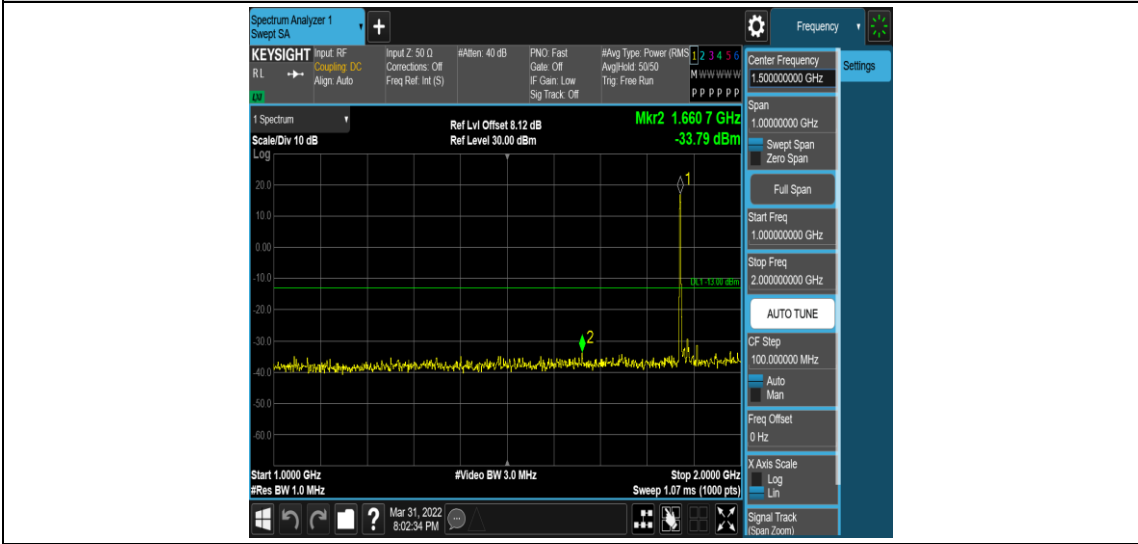 Spectrum Analyzer 1
Swept SA
+
Frequency
KEYSIGHT
RL
Input: RF
Coupling: DC
Align: Auto
Input Z: 50 Ω
Corrections: Off
Freq Ref: Int (S)
#Atten: 40 dB
PNO: Fast
Gate: Off
IF Gain: Low
Sig Track: Off
#Avg Type: Power (RMS
Avg|Hold: 50/50
Trig: Free Run
1 2 3 4 5 6
M W W W W W
P P P P P P
1 Spectrum
Scale/Div 10 dB
Log
Ref Lvl Offset 8.12 dB
Ref Level 30.00 dBm
Mkr2 1.660 7 GHz
-33.79 dBm
20.0
10.0
0.00
-10.0
-20.0
-30.0
-40.0
-50.0
-60.0
1
DL1 -13.00 dBm
2
Start 1.0000 GHz
#Res BW 1.0 MHz
#Video BW 3.0 MHz
Stop 2.0000 GHz
Sweep 1.07 ms (1000 pts)
?
Mar 31, 2022
8:02:34 PM
Center Frequency
1.500000000 GHz
Settings
Span
1.00000000 GHz
Swept Span
Zero Span
Full Span
Start Freq
1.000000000 GHz
Stop Freq
2.000000000 GHz
AUTO TUNE
CF Step
100.000000 MHz
Auto
Man
Freq Offset
0 Hz
X Axis Scale
Log
Lin
Signal Track
(Span Zoom)